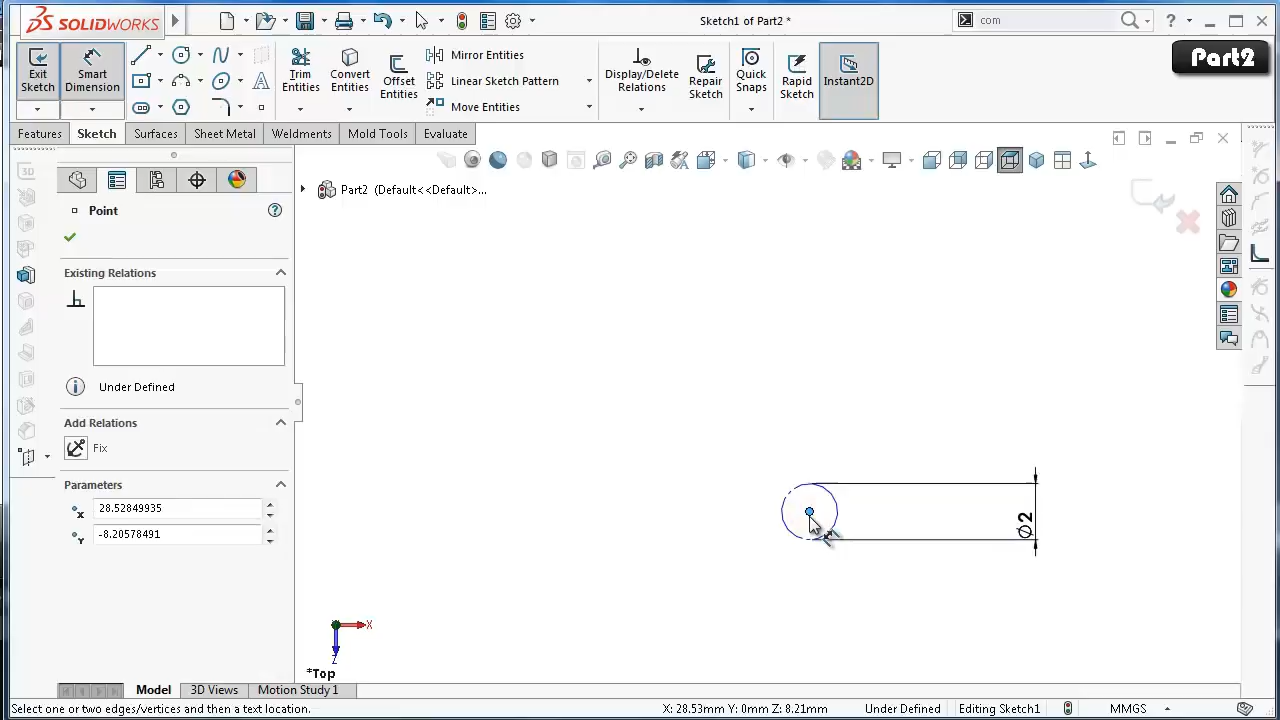 SOLIDWORKS
Sketch1 of Part2 *
com
Part2
Exit Sketch
Smart Dimension
Trim Entities
Convert Entities
Offset Entities
Mirror Entities
Linear Sketch Pattern
Move Entities
Display/Delete Relations
Repair Sketch
Quick Snaps
Rapid Sketch
Instant2D
Features
Sketch
Surfaces
Sheet Metal
Weldments
Mold Tools
Evaluate
Part2 (Default<<Default>...
Point
Existing Relations
Under Defined
Add Relations
Fix
Parameters
28.52849935
-8.20578491
∅2
X
Z
*Top
Model
3D Views
Motion Study 1
Select one or two edges/vertices and then a text location.
X: 28.53mm Y: 0mm Z: 8.21mm
Under Defined
Editing Sketch1
MMGS